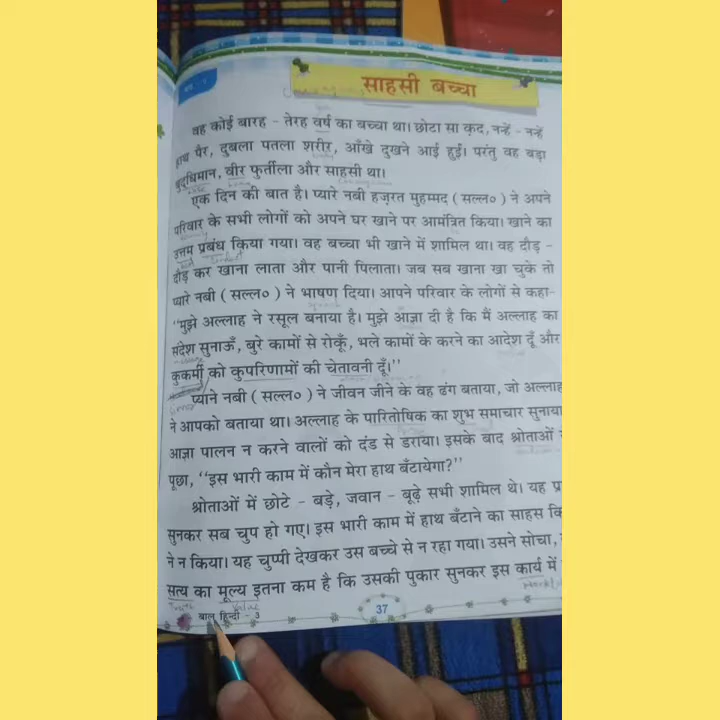 साहसी बच्चा
वह कोई बारह - तेरह वर्ष का बच्चा था। छोटा सा कद, नन्हें - नन्हें
हाथ पैर, दुबला पतला शरीर, आँखे दुखने आई हुई। परंतु वह बड़ा
बुद्धिमान, वीर फुर्तीला और साहसी था।
एक दिन की बात है। प्यारे नबी हज़रत मुहम्मद (सल्ल०) ने अपने
परिवार के सभी लोगों को अपने घर खाने पर आमंत्रित किया। खाने का
उत्तम प्रबंध किया गया। वह बच्चा भी खाने में शामिल था। वह दौड़ -
दौड़ कर खाना लाता और पानी पिलाता। जब सब खाना खा चुके तो
प्यारे नबी (सल्ल०) ने भाषण दिया। आपने परिवार के लोगों से कहा-
"मुझे अल्लाह ने रसूल बनाया है। मुझे आज्ञा दी है कि मैं अल्लाह का
संदेश सुनाऊँ, बुरे कामों से रोकूँ, भले कामों के करने का आदेश दूँ और
कुकर्मी को कुपरिणामों की चेतावनी दूँ।"
प्याने नबी (सल्ल०) ने जीवन जीने के वह ढंग बताया, जो अल्लाह
ने आपको बताया था। अल्लाह के पारितोषिक का शुभ समाचार सुनाया
आज्ञा पालन न करने वालों को दंड से डराया। इसके बाद श्रोताओं
पूछा, "इस भारी काम में कौन मेरा हाथ बँटायेगा?"
श्रोताओं में छोटे - बड़े, जवान - बूढ़े सभी शामिल थे। यह
सुनकर सब चुप हो गए। इस भारी काम में हाथ बँटाने का साहस
ने न किया। यह चुप्पी देखकर उस बच्चे से न रहा गया। उसने सोचा,
सत्य का मूल्य इतना कम है कि उसकी पुकार सुनकर इस कार्य में
value
बाल हिन्दी - 3
37